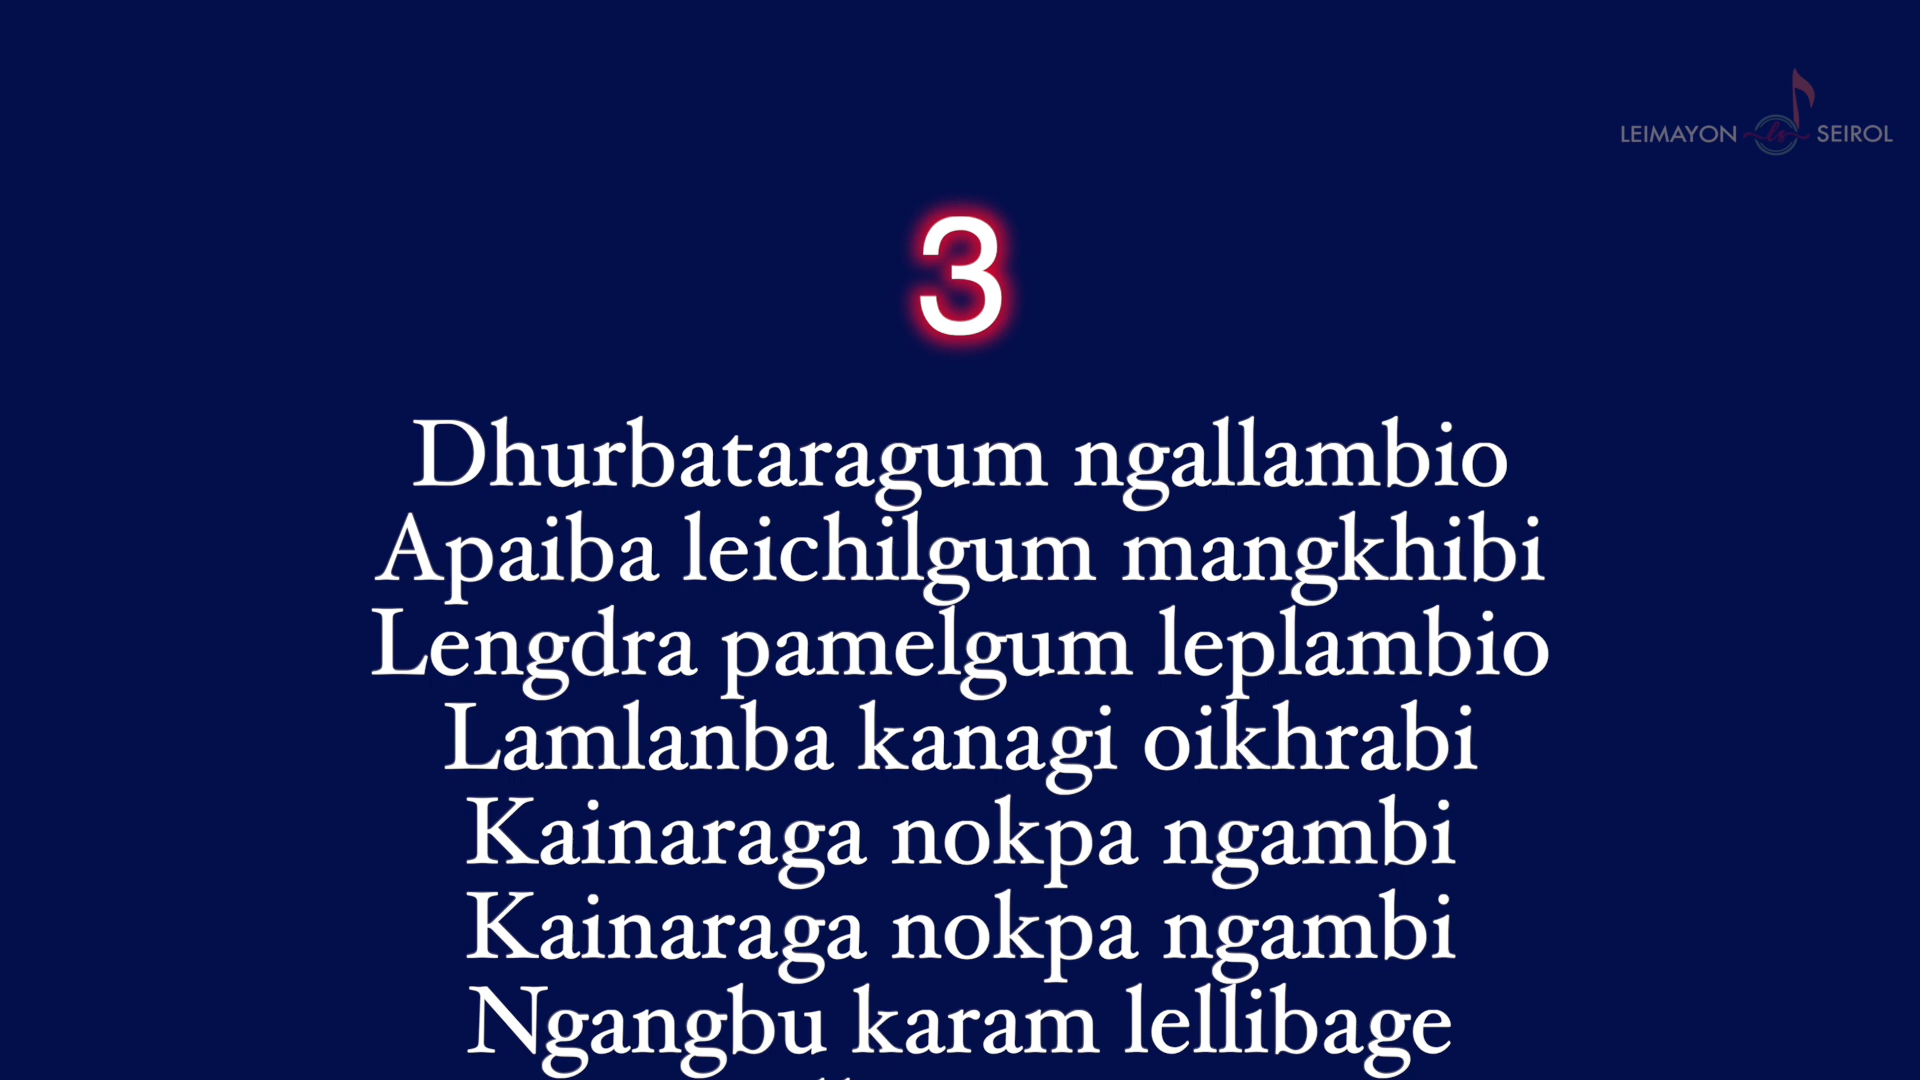 LEIMAYON ls SEIROL
3
Dhurbataragum ngallambio
Apaiba leichilgum mangkhibi
Lengdra pamelgum leplambio
Lamlanba kanagi oikhrabi
Kainaraga nokpa ngambi
Kainaraga nokpa ngambi
Ngangbu karam lellibage